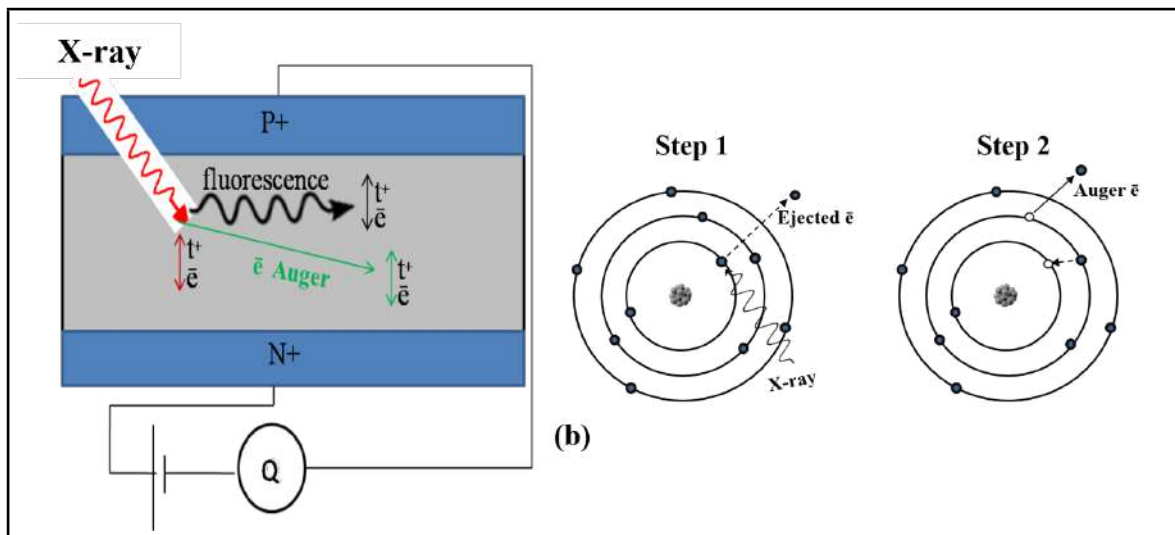 X-ray
P+
fluorescence
t⁺
ē
t⁺
ē
ē Auger
t⁺
ē
N+
Q
(b)
Step 1
Ejected ē
X-ray
Step 2
Auger ē